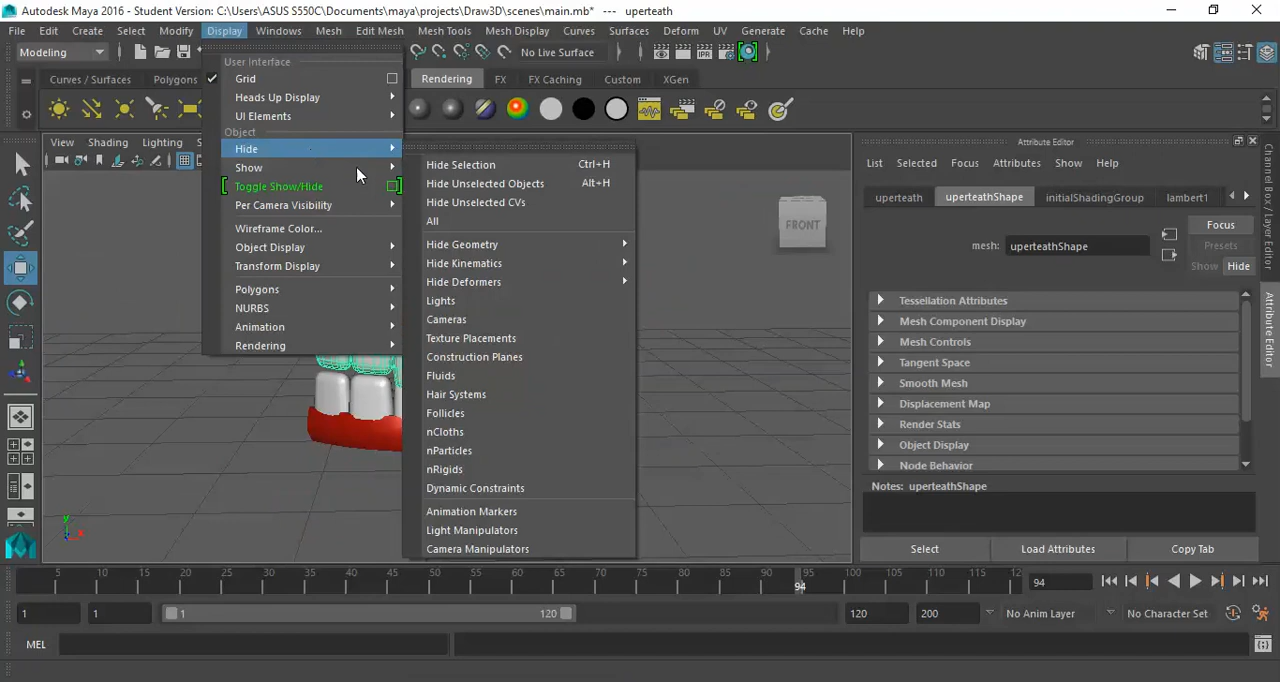 Autodesk Maya 2016 - Student Version: C:\Users\ASUS S550C\Documents\maya\projects\Draw3D\scenes\main.mb*   ---   uperteath
File Edit Create Select Modify Display Windows Mesh Edit Mesh Mesh Tools Mesh Display Curves Surfaces Deform UV Generate Cache Help
Modeling No Live Surface
Curves / Surfaces Polygons Rendering FX FX Caching Custom XGen
View Shading Lighting
User Interface
Grid
Heads Up Display
UI Elements
Object
Hide
Show
Toggle Show/Hide
Per Camera Visibility
Wireframe Color...
Object Display
Transform Display
Polygons
NURBS
Animation
Rendering
Hide Selection Ctrl+H
Hide Unselected Objects Alt+H
Hide Unselected CVs
All
Hide Geometry
Hide Kinematics
Hide Deformers
Lights
Cameras
Texture Placements
Construction Planes
Fluids
Hair Systems
Follicles
nCloths
nParticles
nRigids
Dynamic Constraints
Animation Markers
Light Manipulators
Camera Manipulators
FRONT
y
x
Attribute Editor
List Selected Focus Attributes Show Help
uperteath uperteathShape initialShadingGroup lambert1
mesh: uperteathShape
Focus
Presets
Show Hide
Tessellation Attributes
Mesh Component Display
Mesh Controls
Tangent Space
Smooth Mesh
Displacement Map
Render Stats
Object Display
Node Behavior
Notes: uperteathShape
Select Load Attributes Copy Tab
Channel Box / Layer Editor
Attribute Editor
5 10 15 20 25 30 35 40 45 50 55 60 65 70 75 80 85 90 95 100 105 110 115 12
94
94
1 1 1 120 120 200 No Anim Layer No Character Set
MEL